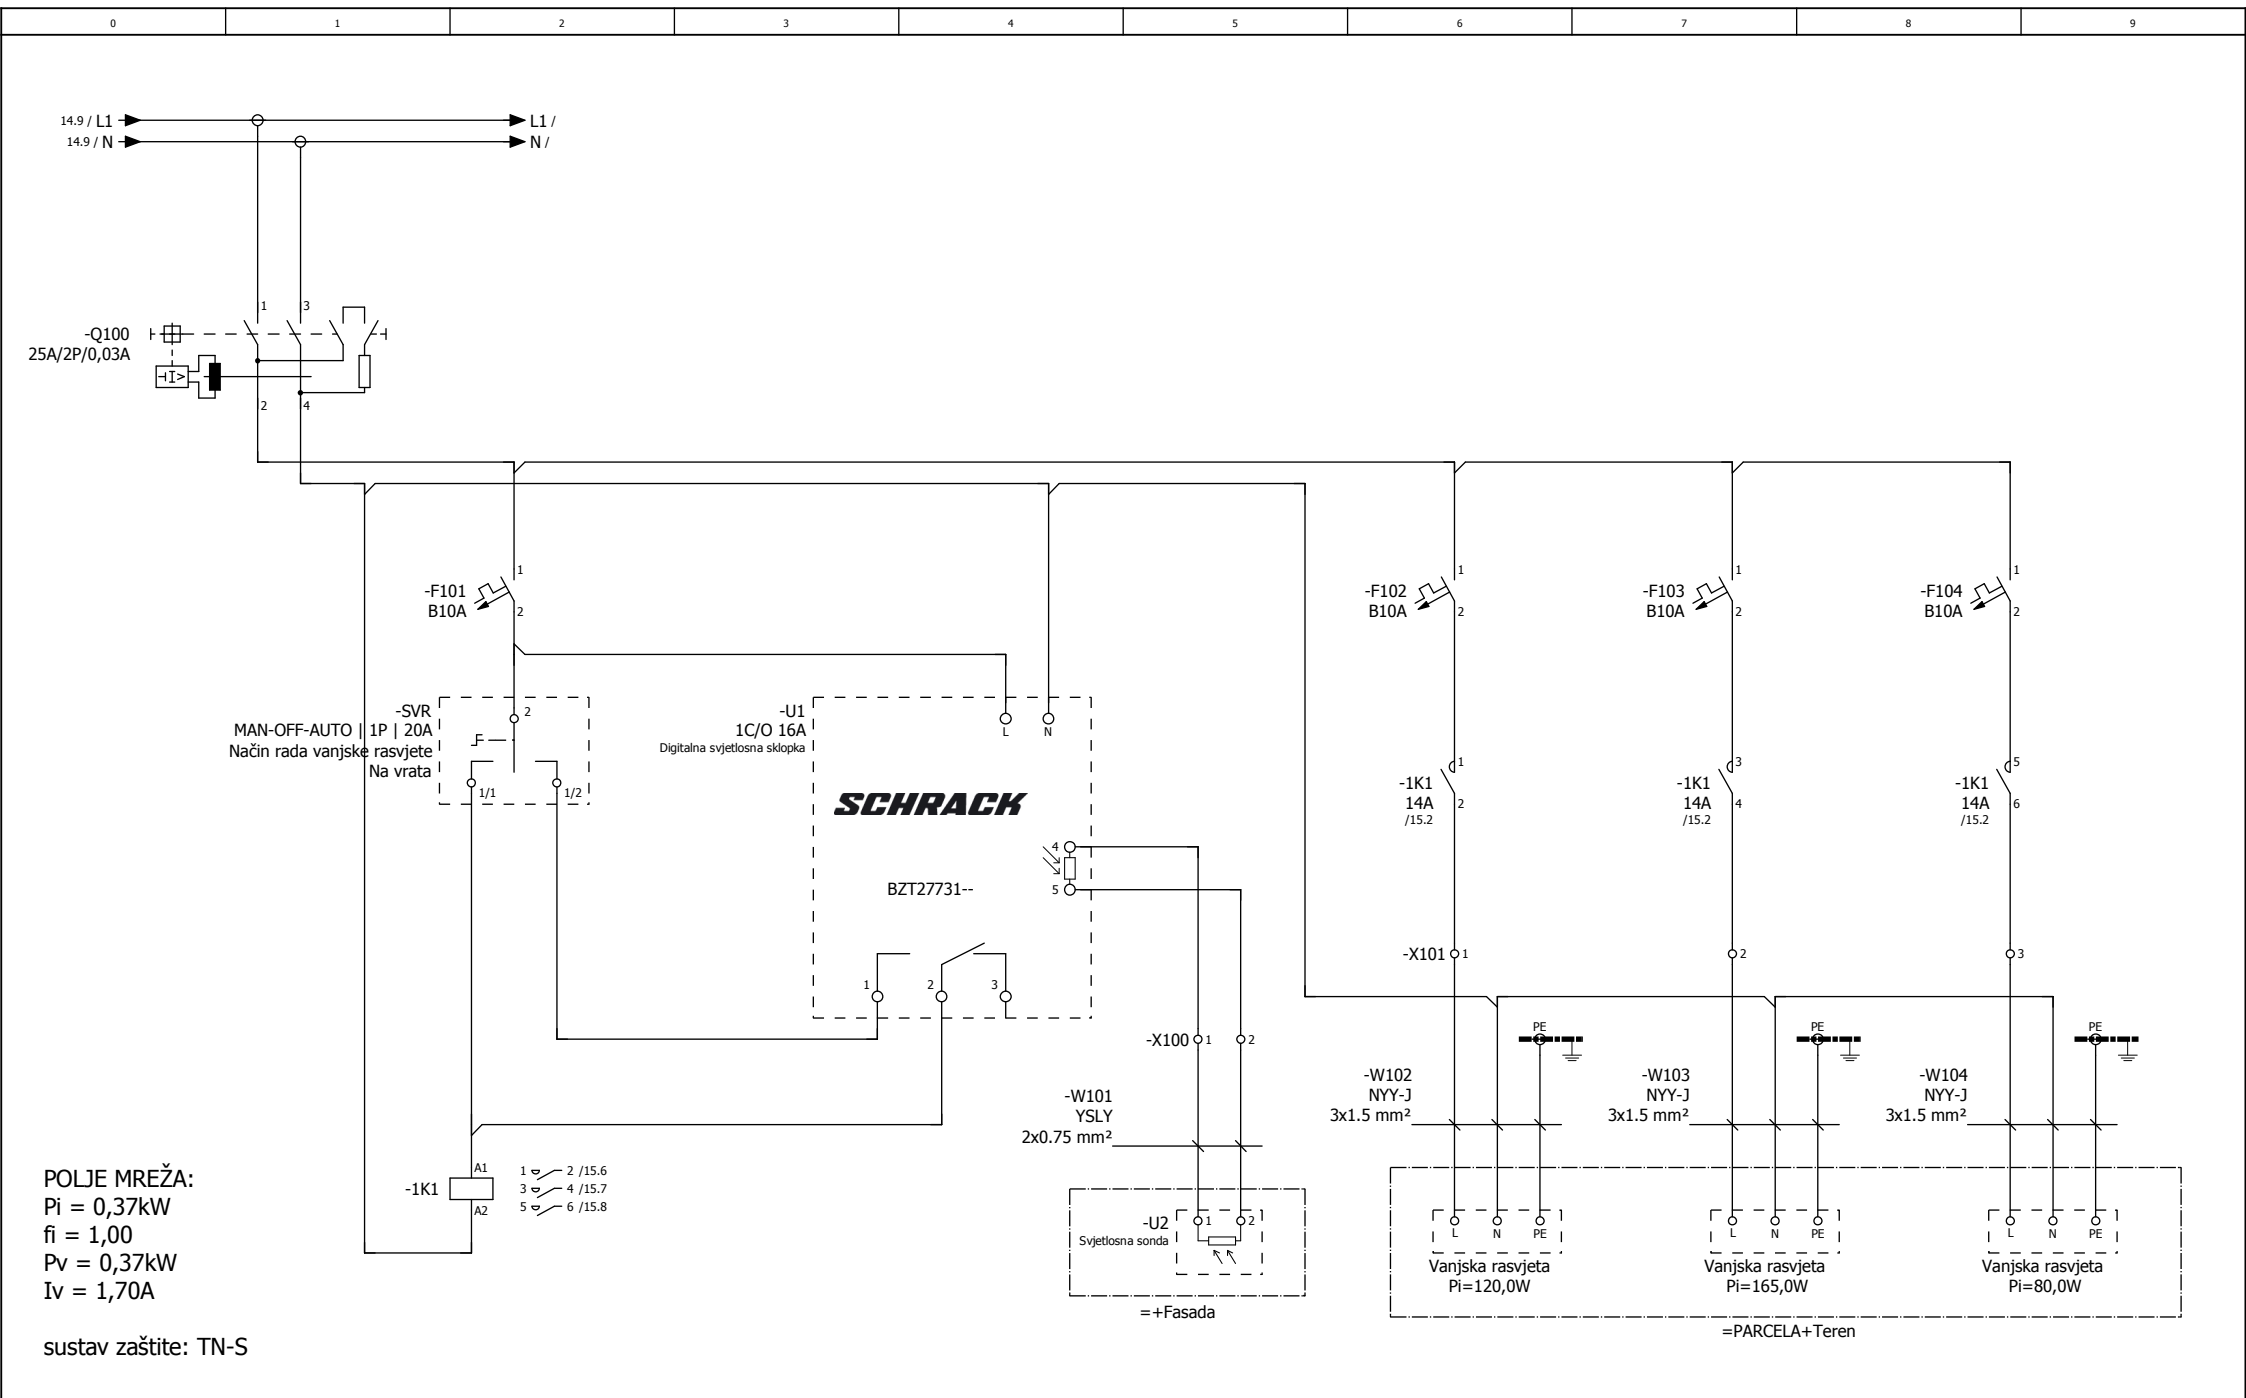 0 1 2 3 4 5 6 7 8 9
14.9 / L1 L1 /
14.9 / N N /
1 3
-Q100
25A/2P/0,03A
I>
2 4
1
-F101
B10A
2
1
-F102
B10A
2
1
-F103
B10A
2
1
-F104
B10A
2
-SVR
MAN-OFF-AUTO | 1P | 20A
Način rada vanjske rasvjete
Na vrata
2
1/1 1/2
-U1
1C/O 16A
Digitalna svjetlosna sklopka
L N
SCHRACK
BZT27731--
4
5
1 2 3
1
-1K1
14A
/15.2
2
3
-1K1
14A
/15.2
4
5
-1K1
14A
/15.2
6
-X101 1 2 3
-X100 1 2
PE PE PE
-W101
YSLY
2x0.75 mm²
-W102
NYY-J
3x1.5 mm²
-W103
NYY-J
3x1.5 mm²
-W104
NYY-J
3x1.5 mm²
A1
-1K1
A2
1 2 /15.6
3 4 /15.7
5 6 /15.8
-U2
Svjetlosna sonda
1 2
=+Fasada
L N PE
Vanjska rasvjeta
Pi=120,0W
L N PE
Vanjska rasvjeta
Pi=165,0W
L N PE
Vanjska rasvjeta
Pi=80,0W
=PARCELA+Teren
POLJE MREŽA:
Pi = 0,37kW
fi = 1,00
Pv = 0,37kW
Iv = 1,70A
sustav zaštite: TN-S